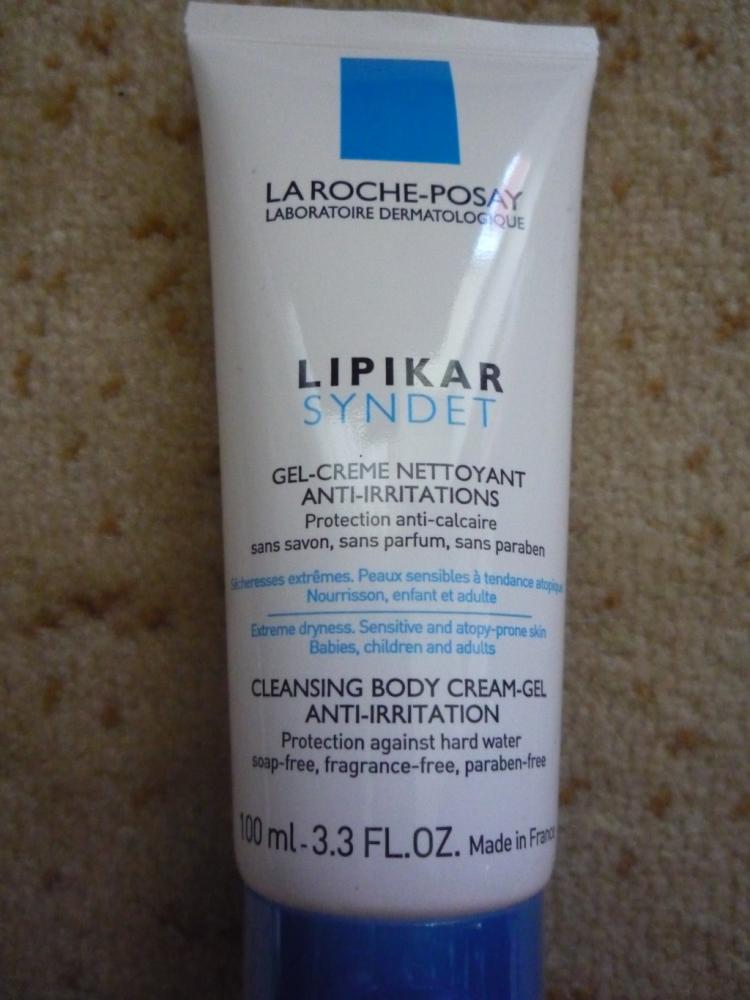 LA ROCHE-POSAY
LABORATOIRE DERMATOLOGIQUE
LIPIKAR
SYNDET
GEL-CREME NETTOYANT
ANTI-IRRITATIONS
Protection anti-calcaire
sans savon, sans parfum, sans paraben
Sécheresses extrêmes. Peaux sensibles à tendance atopique
Nourrisson, enfant et adulte
Extreme dryness. Sensitive and atopy-prone skin
Babies, children and adults
CLEANSING BODY CREAM-GEL
ANTI-IRRITATION
Protection against hard water
soap-free, fragrance-free, paraben-free
100 ml - 3.3 FL.OZ. Made in France